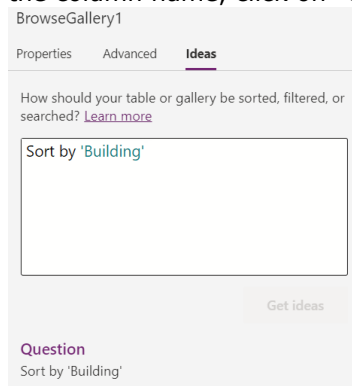 BrowseGallery1
Properties Advanced Ideas
How should your table or gallery be sorted, filtered, or
searched? Learn more
Sort by 'Building'
Get ideas
Question
Sort by 'Building'